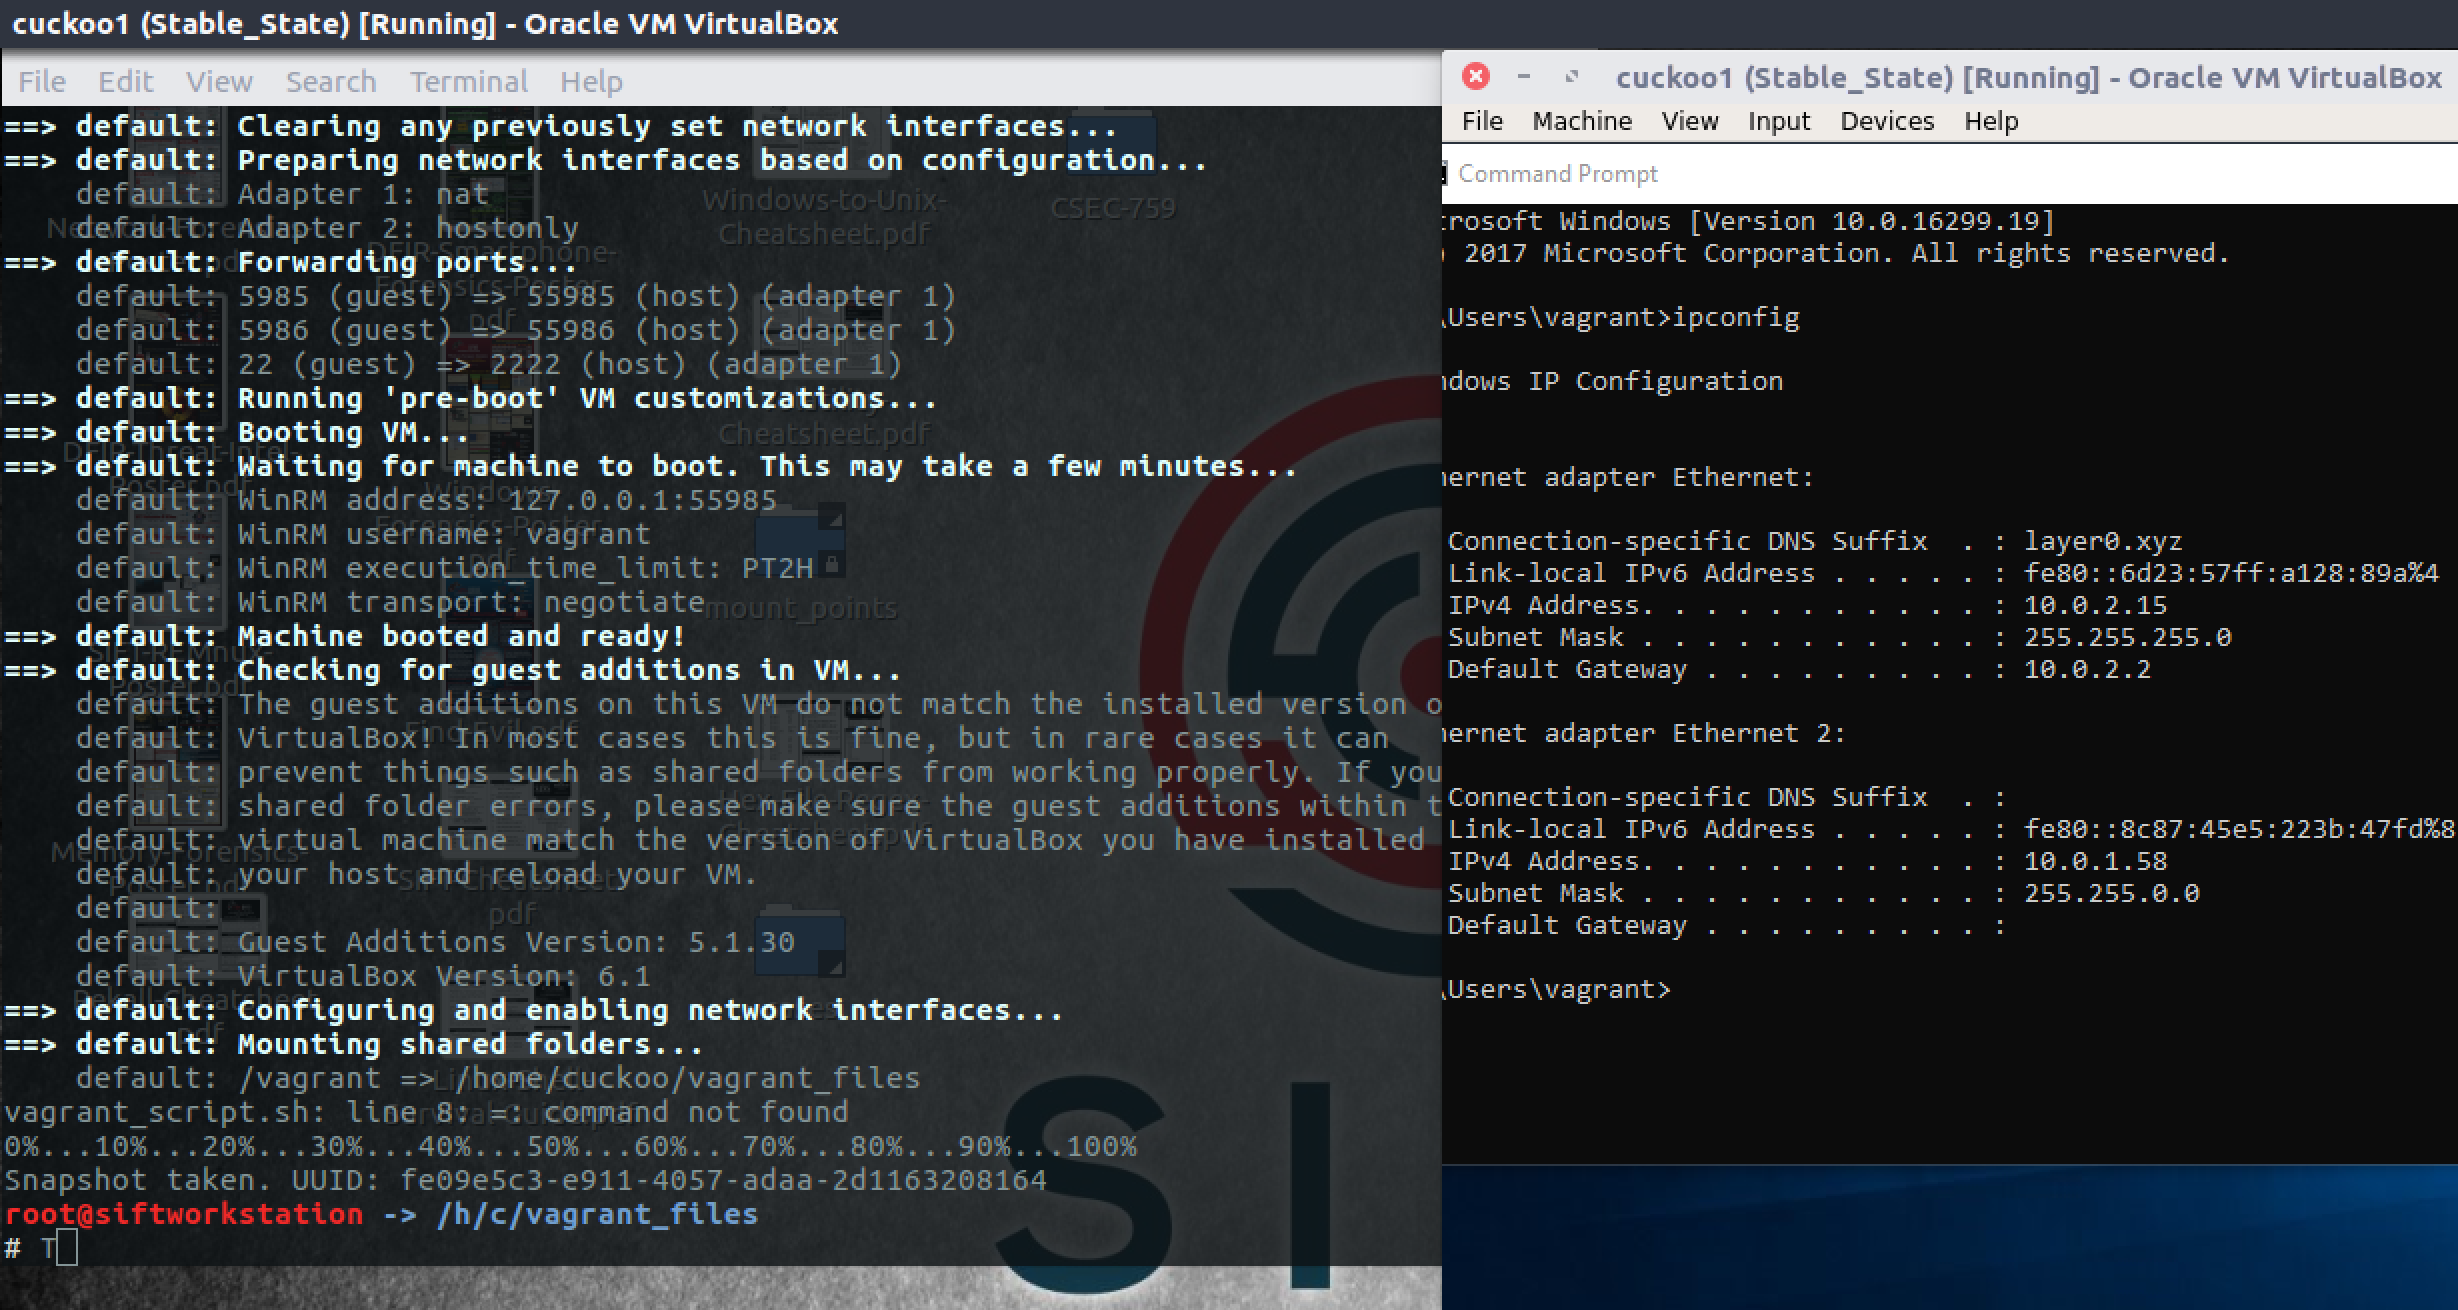 cuckoo1 (Stable_State) [Running] - Oracle VM VirtualBox
File Edit View Search Terminal Help
==> default: Clearing any previously set network interfaces...
==> default: Preparing network interfaces based on configuration...
default: Adapter 1: nat
default: Adapter 2: hostonly
==> default: Forwarding ports...
default: 5985 (guest) => 55985 (host) (adapter 1)
default: 5986 (guest) => 55986 (host) (adapter 1)
default: 22 (guest) => 2222 (host) (adapter 1)
==> default: Running 'pre-boot' VM customizations...
==> default: Booting VM...
==> default: Waiting for machine to boot. This may take a few minutes...
default: WinRM address: 127.0.0.1:55985
default: WinRM username: vagrant
default: WinRM execution_time_limit: PT2H
default: WinRM transport: negotiate
==> default: Machine booted and ready!
==> default: Checking for guest additions in VM...
default: The guest additions on this VM do not match the installed version o
default: VirtualBox! In most cases this is fine, but in rare cases it can
default: prevent things such as shared folders from working properly. If you
default: shared folder errors, please make sure the guest additions within t
default: virtual machine match the version of VirtualBox you have installed
default: your host and reload your VM.
default:
default: Guest Additions Version: 5.1.30
default: VirtualBox Version: 6.1
==> default: Configuring and enabling network interfaces...
==> default: Mounting shared folders...
default: /vagrant => /home/cuckoo/vagrant_files
vagrant_script.sh: line 8: =: command not found
0%...10%...20%...30%...40%...50%...60%...70%...80%...90%...100%
Snapshot taken. UUID: fe09e5c3-e911-4057-adaa-2d1163208164
root@siftworkstation -> /h/c/vagrant_files
# T
Windows-to-Unix-
Cheatsheet.pdf
CSEC-759
Cheatsheet.pdf
mount_points
S I
cuckoo1 (Stable_State) [Running] - Oracle VM VirtualBox
File Machine View Input Devices Help
Command Prompt
crosoft Windows [Version 10.0.16299.19]
) 2017 Microsoft Corporation. All rights reserved.
\Users\vagrant>ipconfig
ndows IP Configuration
hernet adapter Ethernet:
Connection-specific DNS Suffix . : layer0.xyz
Link-local IPv6 Address . . . . . : fe80::6d23:57ff:a128:89a%4
IPv4 Address. . . . . . . . . . . : 10.0.2.15
Subnet Mask . . . . . . . . . . . : 255.255.255.0
Default Gateway . . . . . . . . . : 10.0.2.2
hernet adapter Ethernet 2:
Connection-specific DNS Suffix . :
Link-local IPv6 Address . . . . . : fe80::8c87:45e5:223b:47fd%8
IPv4 Address. . . . . . . . . . . : 10.0.1.58
Subnet Mask . . . . . . . . . . . : 255.255.0.0
Default Gateway . . . . . . . . . :
\Users\vagrant>